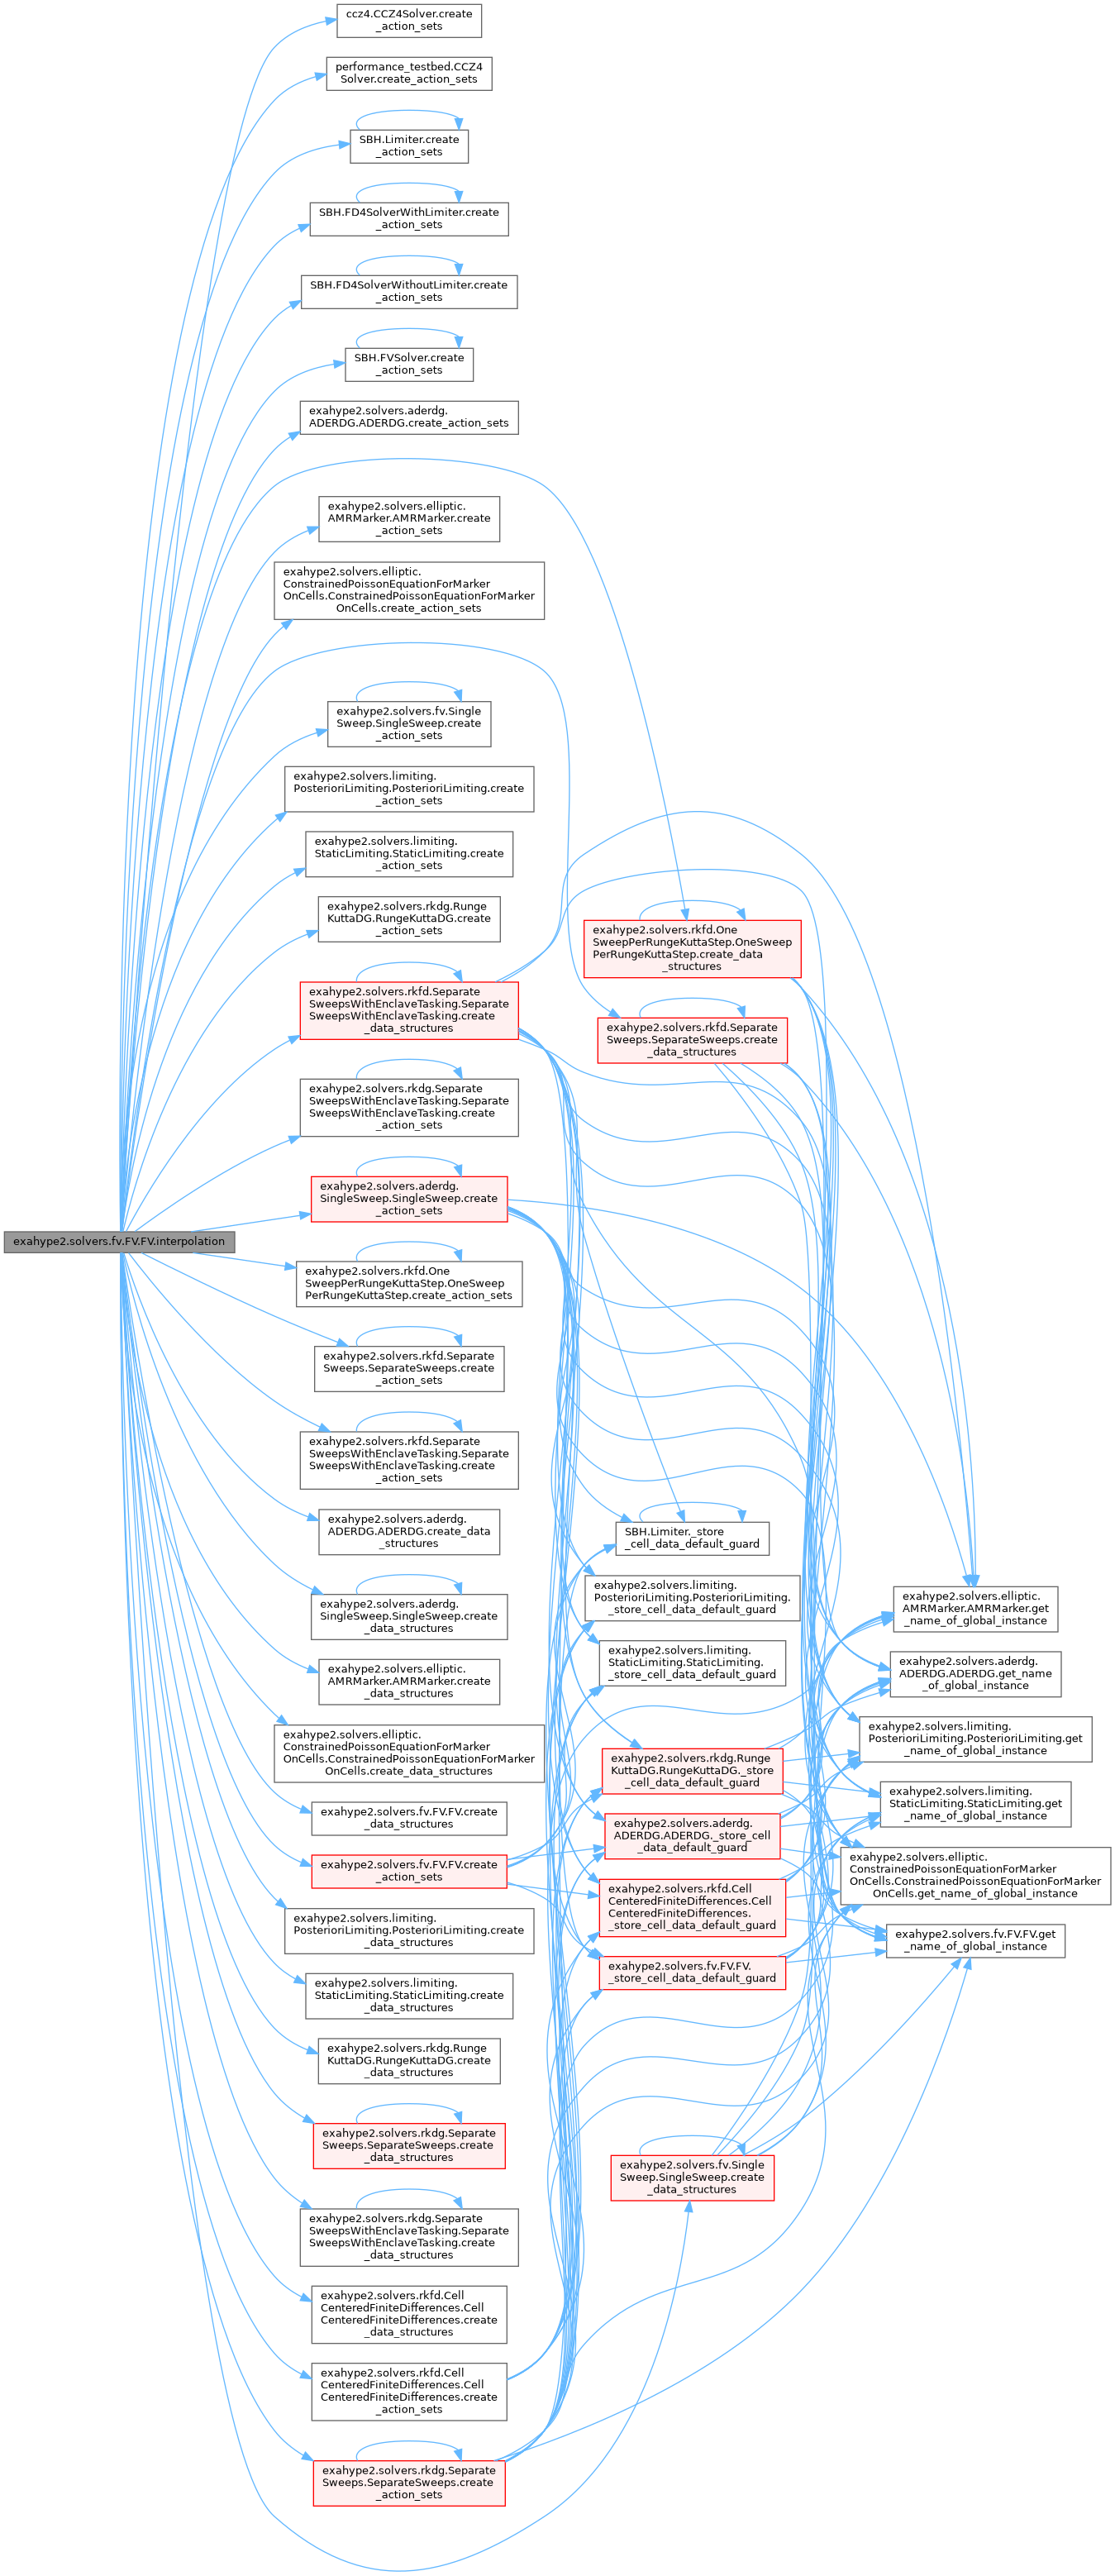 ccz4.CCZ4Solver.create
_action_sets
performance_testbed.CCZ4
Solver.create_action_sets
SBH.Limiter.create
_action_sets
SBH.FD4SolverWithLimiter.create
_action_sets
SBH.FD4SolverWithoutLimiter.create
_action_sets
SBH.FVSolver.create
_action_sets
exahype2.solvers.aderdg.
ADERDG.ADERDG.create_action_sets
exahype2.solvers.elliptic.
AMRMarker.AMRMarker.create
_action_sets
exahype2.solvers.elliptic.
ConstrainedPoissonEquationForMarker
OnCells.ConstrainedPoissonEquationForMarker
OnCells.create_action_sets
exahype2.solvers.fv.Single
Sweep.SingleSweep.create
_action_sets
exahype2.solvers.limiting.
PosterioriLimiting.PosterioriLimiting.create
_action_sets
exahype2.solvers.limiting.
StaticLimiting.StaticLimiting.create
_action_sets
exahype2.solvers.rkdg.Runge
KuttaDG.RungeKuttaDG.create
_action_sets
exahype2.solvers.rkfd.Separate
SweepsWithEnclaveTasking.Separate
SweepsWithEnclaveTasking.create
_data_structures
exahype2.solvers.rkdg.Separate
SweepsWithEnclaveTasking.Separate
SweepsWithEnclaveTasking.create
_action_sets
exahype2.solvers.aderdg.
SingleSweep.SingleSweep.create
_action_sets
exahype2.solvers.fv.FV.FV.interpolation
exahype2.solvers.rkfd.One
SweepPerRungeKuttaStep.OneSweep
PerRungeKuttaStep.create_action_sets
exahype2.solvers.rkfd.Separate
Sweeps.SeparateSweeps.create
_action_sets
exahype2.solvers.rkfd.Separate
SweepsWithEnclaveTasking.Separate
SweepsWithEnclaveTasking.create
_action_sets
exahype2.solvers.aderdg.
ADERDG.ADERDG.create_data
_structures
exahype2.solvers.aderdg.
SingleSweep.SingleSweep.create
_data_structures
exahype2.solvers.elliptic.
AMRMarker.AMRMarker.create
_data_structures
exahype2.solvers.elliptic.
ConstrainedPoissonEquationForMarker
OnCells.ConstrainedPoissonEquationForMarker
OnCells.create_data_structures
exahype2.solvers.fv.FV.FV.create
_data_structures
exahype2.solvers.fv.FV.FV.create
_action_sets
exahype2.solvers.limiting.
PosterioriLimiting.PosterioriLimiting.create
_data_structures
exahype2.solvers.limiting.
StaticLimiting.StaticLimiting.create
_data_structures
exahype2.solvers.rkdg.Runge
KuttaDG.RungeKuttaDG.create
_data_structures
exahype2.solvers.rkdg.Separate
Sweeps.SeparateSweeps.create
_data_structures
exahype2.solvers.rkdg.Separate
SweepsWithEnclaveTasking.Separate
SweepsWithEnclaveTasking.create
_data_structures
exahype2.solvers.rkfd.Cell
CenteredFiniteDifferences.Cell
CenteredFiniteDifferences.create
_data_structures
exahype2.solvers.rkfd.Cell
CenteredFiniteDifferences.Cell
CenteredFiniteDifferences.create
_action_sets
exahype2.solvers.rkdg.Separate
Sweeps.SeparateSweeps.create
_action_sets
exahype2.solvers.rkfd.One
SweepPerRungeKuttaStep.OneSweep
PerRungeKuttaStep.create_data
_structures
exahype2.solvers.rkfd.Separate
Sweeps.SeparateSweeps.create
_data_structures
SBH.Limiter._store
_cell_data_default_guard
exahype2.solvers.limiting.
PosterioriLimiting.PosterioriLimiting.
_store_cell_data_default_guard
exahype2.solvers.limiting.
StaticLimiting.StaticLimiting.
_store_cell_data_default_guard
exahype2.solvers.rkdg.Runge
KuttaDG.RungeKuttaDG._store
_cell_data_default_guard
exahype2.solvers.aderdg.
ADERDG.ADERDG._store_cell
_data_default_guard
exahype2.solvers.rkfd.Cell
CenteredFiniteDifferences.Cell
CenteredFiniteDifferences.
_store_cell_data_default_guard
exahype2.solvers.fv.FV.FV.
_store_cell_data_default_guard
exahype2.solvers.fv.Single
Sweep.SingleSweep.create
_data_structures
exahype2.solvers.elliptic.
AMRMarker.AMRMarker.get
_name_of_global_instance
exahype2.solvers.aderdg.
ADERDG.ADERDG.get_name
_of_global_instance
exahype2.solvers.limiting.
PosterioriLimiting.PosterioriLimiting.get
_name_of_global_instance
exahype2.solvers.limiting.
StaticLimiting.StaticLimiting.get
_name_of_global_instance
exahype2.solvers.elliptic.
ConstrainedPoissonEquationForMarker
OnCells.ConstrainedPoissonEquationForMarker
OnCells.get_name_of_global_instance
exahype2.solvers.fv.FV.FV.get
_name_of_global_instance